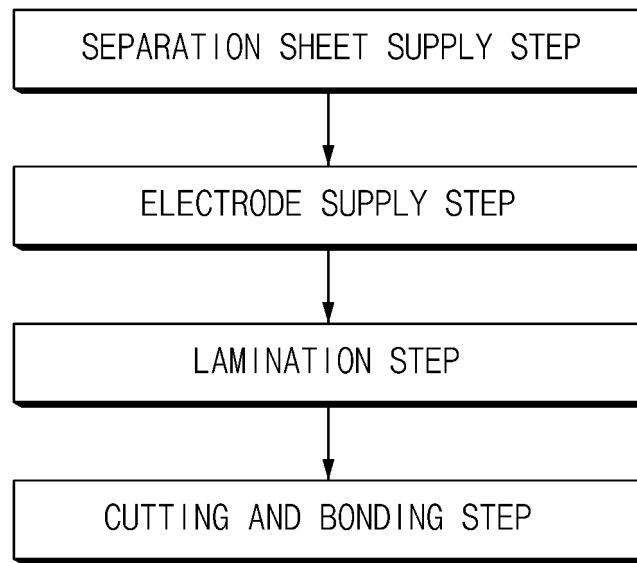 SEPARATION SHEET SUPPLY STEP
ELECTRODE SUPPLY STEP
LAMINATION STEP
CUTTING AND BONDING STEP